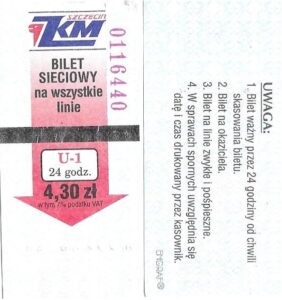 SZCZECIN
ZKM
BILET
SIECIOWY
na wszystkie
linie
0116440
U-1
24 godz.
4,30 zł
w tym 7% podatku VAT
UWAGA:
1. Bilet ważny przez 24 godziny od chwili
skasowania biletu.
2. Bilet na okaziciela.
3. Bilet na linie zwykłe i pośpieszne.
4. W sprawach spornych uwzględnia się
datę i czas drukowany przez kasownik.
EMIGRAF®